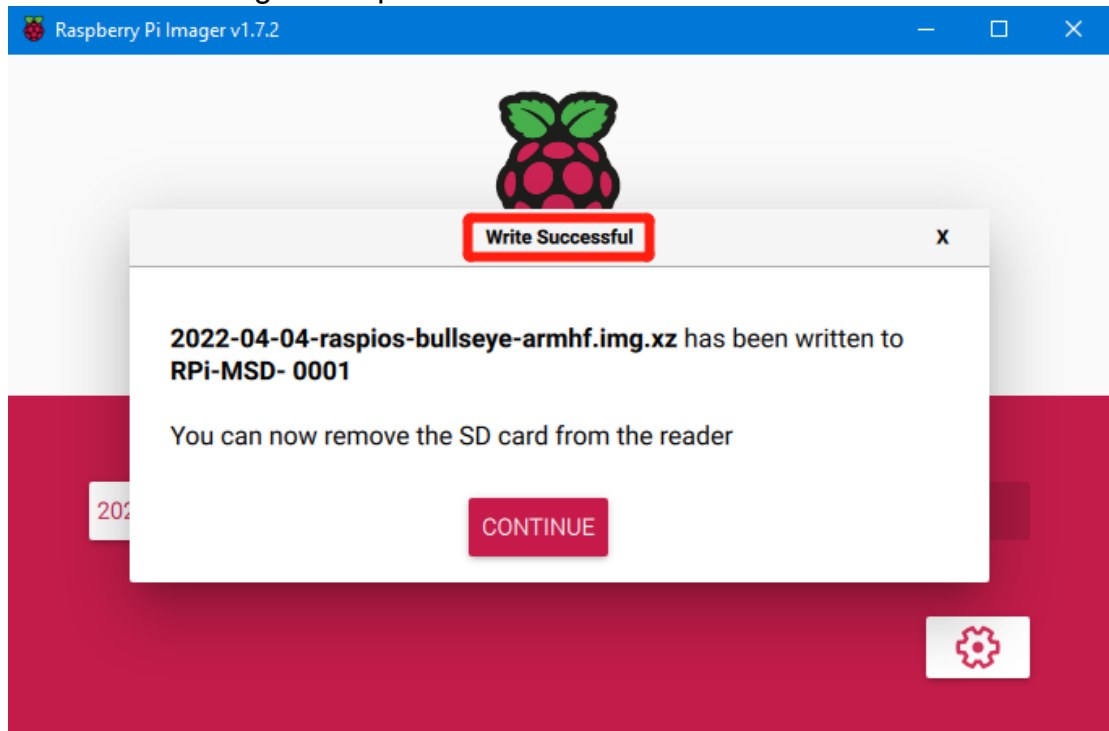 Raspberry Pi Imager v1.7.2
Write Successful
X
2022-04-04-raspios-bullseye-armhf.img.xz has been written to
RPi-MSD- 0001
You can now remove the SD card from the reader
202
CONTINUE